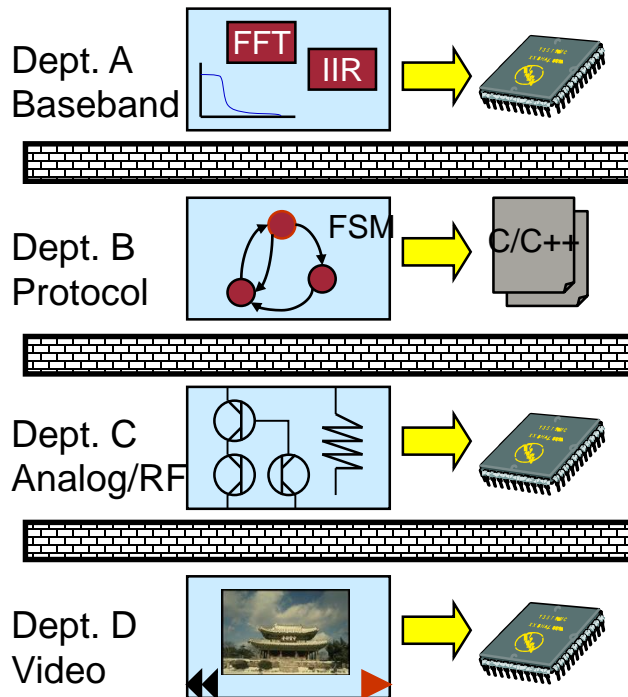 Dept. A
Baseband
FFT
IIR
Dept. B
Protocol
FSM
C/C++
Dept. C
Analog/RF
Dept. D
Video